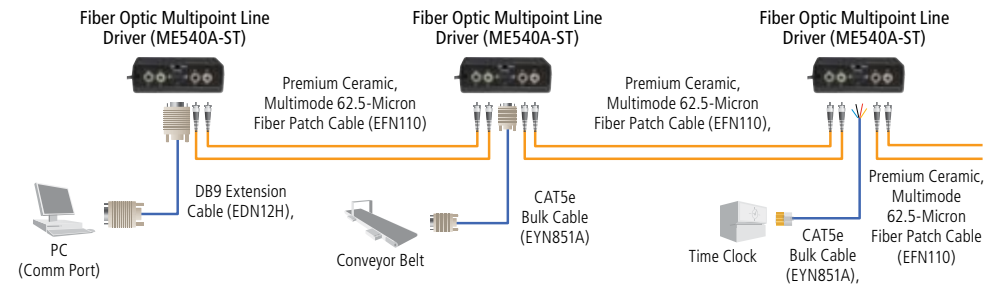 Fiber Optic Multipoint Line
Driver (ME540A-ST)
Fiber Optic Multipoint Line
Driver (ME540A-ST)
Fiber Optic Multipoint Line
Driver (ME540A-ST)
Premium Ceramic,
Multimode 62.5-Micron
Fiber Patch Cable (EFN110)
Premium Ceramic,
Multimode 62.5-Micron
Fiber Patch Cable (EFN110),
DB9 Extension
Cable (EDN12H),
PC
(Comm Port)
CAT5e
Bulk Cable
(EYN851A)
Conveyor Belt
Time Clock
CAT5e
Bulk Cable
(EYN851A),
Premium Ceramic,
Multimode
62.5-Micron
Fiber Patch Cable
(EFN110)